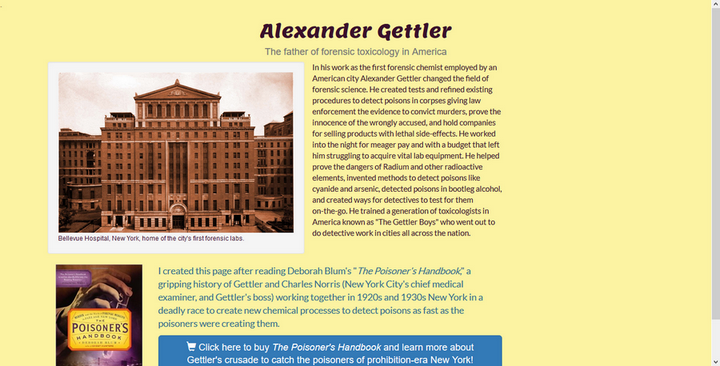 Alexander Gettler
The father of forensic toxicology in America
In his work as the first forensic chemist employed by an
American city Alexander Gettler changed the field of
forensic science. He created tests and refined existing
procedures to detect poisons in corpses giving law
enforcement the evidence to convict murders, prove the
innocence of the wrongly accused, and hold companies
for selling products with lethal side-effects. He worked
into the night for meager pay and with a budget that left
him struggling to acquire vital lab equipment. He helped
prove the dangers of Radium and other radioactive
elements, invented methods to detect poisons like
cyanide and arsenic, detected poisons in bootleg alcohol,
and created ways for detectives to test for them
on-the-go. He trained a generation of toxicologists in
America known as "The Gettler Boys" who went out to
do detective work in cities all across the nation.
Bellevue Hospital, New York, home of the city's first forensic labs.
THE
POISONER'S
HANDBOOK
DEBORAH BLUM
I created this page after reading Deborah Blum's "The Poisoner's Handbook," a
gripping history of Gettler and Charles Norris (New York City's chief medical
examiner, and Gettler's boss) working together in 1920s and 1930s New York in a
deadly race to create new chemical processes to detect poisons as fast as the
poisoners were creating them.
Click here to buy The Poisoner's Handbook and learn more about
Gettler's crusade to catch the poisoners of prohibition-era New York!